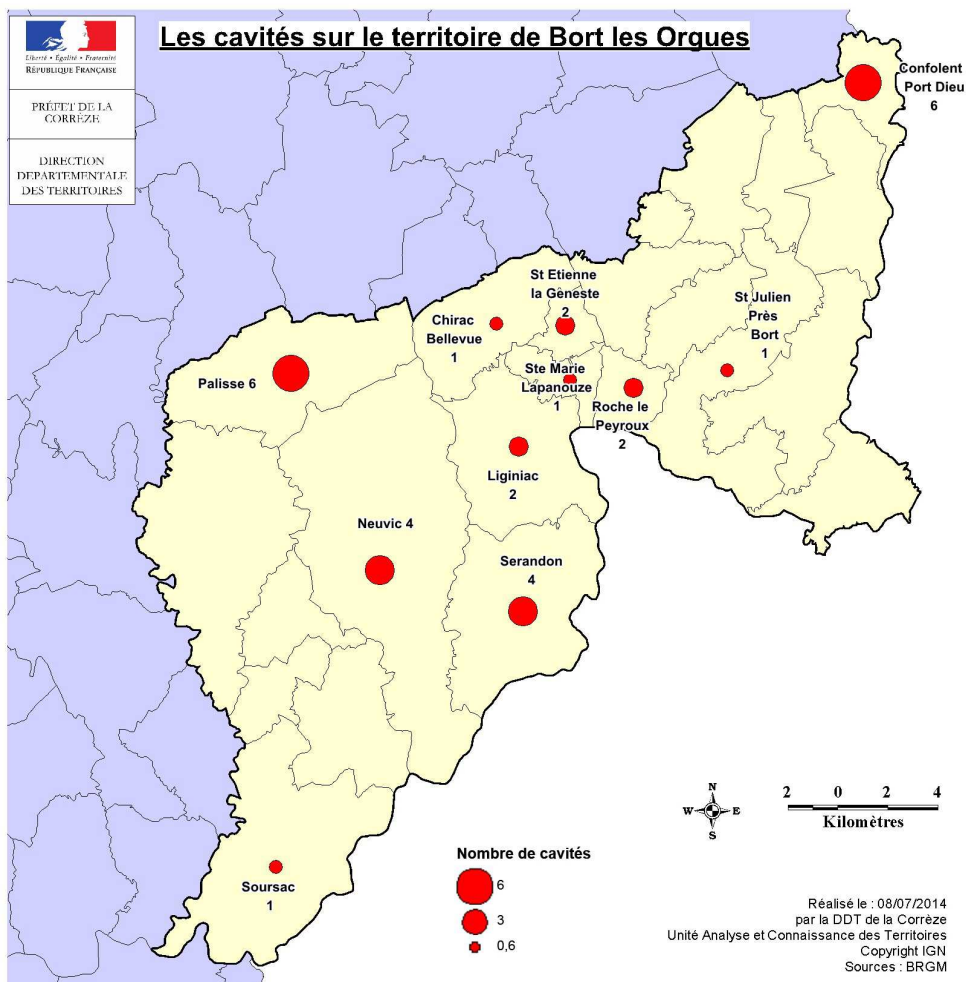 Les cavités sur le territoire de Bort les Orgues
Liberté • Égalité • Fraternité
RÉPUBLIQUE FRANÇAISE
PRÉFET DE LA
CORRÈZE
DIRECTION
DEPARTEMENTALE
DES TERRITOIRES
Confolent
Port Dieu
6
St Etienne
la Geneste
2
St Julien
Près
Bort
1
Chirac
Bellevue
1
Ste Marie
Lapanouze
1
Palisse 6
Roche le
Peyroux
2
Liginiac
2
Neuvic 4
Serandon
4
Soursac
1
N
W E
S
2 0 2 4
Kilomètres
Nombre de cavités
6
3
0,6
Réalisé le : 08/07/2014
par la DDT de la Corrèze
Unité Analyse et Connaissance des Territoires
Copyright IGN
Sources : BRGM